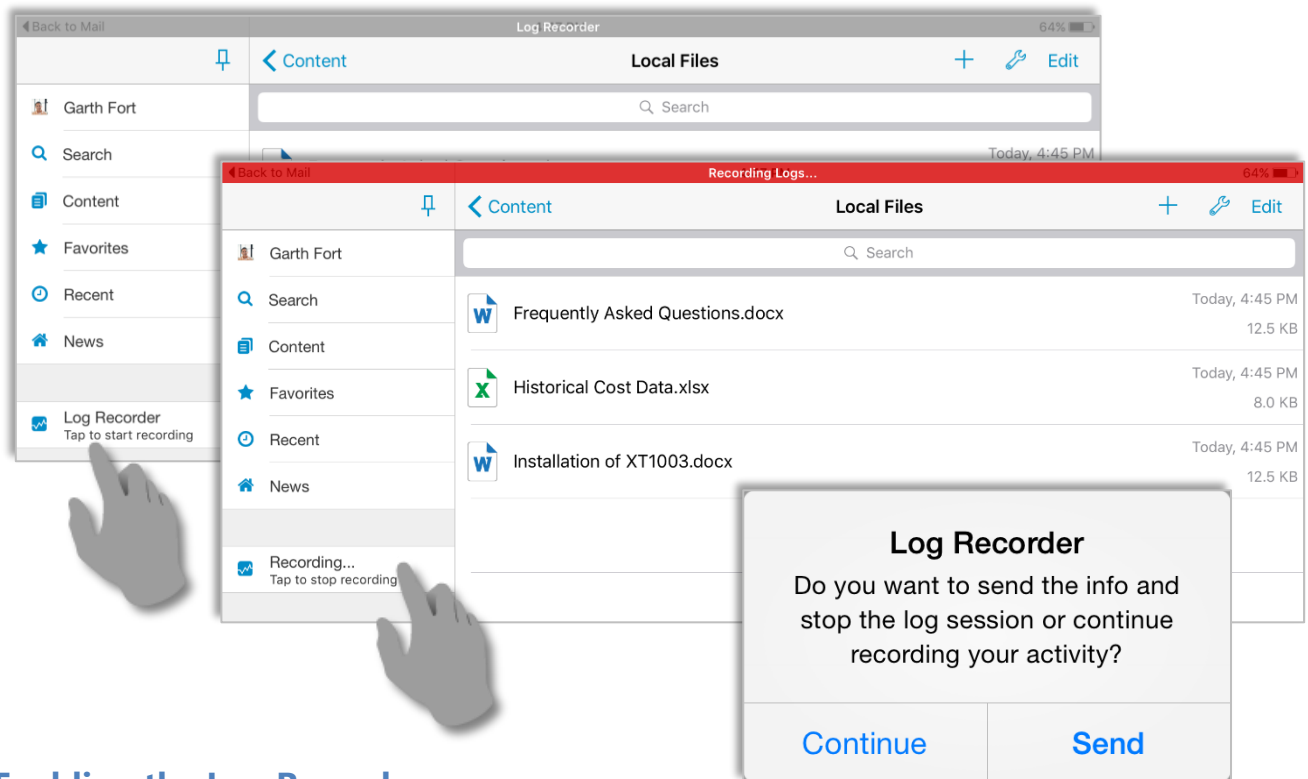 Back to Mail
Log Recorder
64%
Content
Local Files
Edit
Garth Fort
Search
Search
Today, 4:45 PM
Content
Favorites
Recent
News
Log Recorder
Tap to start recording
Back to Mail
Recording Logs...
64%
Content
Local Files
Edit
Garth Fort
Search
Search
Content
Favorites
Recent
News
Recording...
Tap to stop recording
Frequently Asked Questions.docx
Today, 4:45 PM
12.5 KB
Historical Cost Data.xlsx
Today, 4:45 PM
8.0 KB
Installation of XT1003.docx
Today, 4:45 PM
12.5 KB
Log Recorder
Do you want to send the info and
stop the log session or continue
recording your activity?
Continue
Send